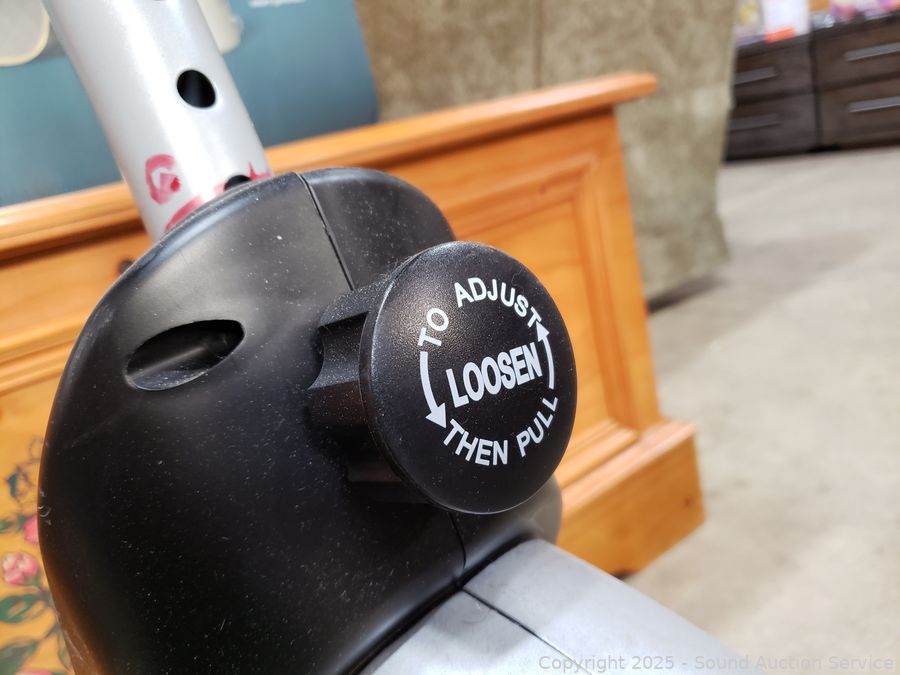 TO ADJUST
LOOSEN
THEN PULL
Copyright 2025 - Sound Auction Service